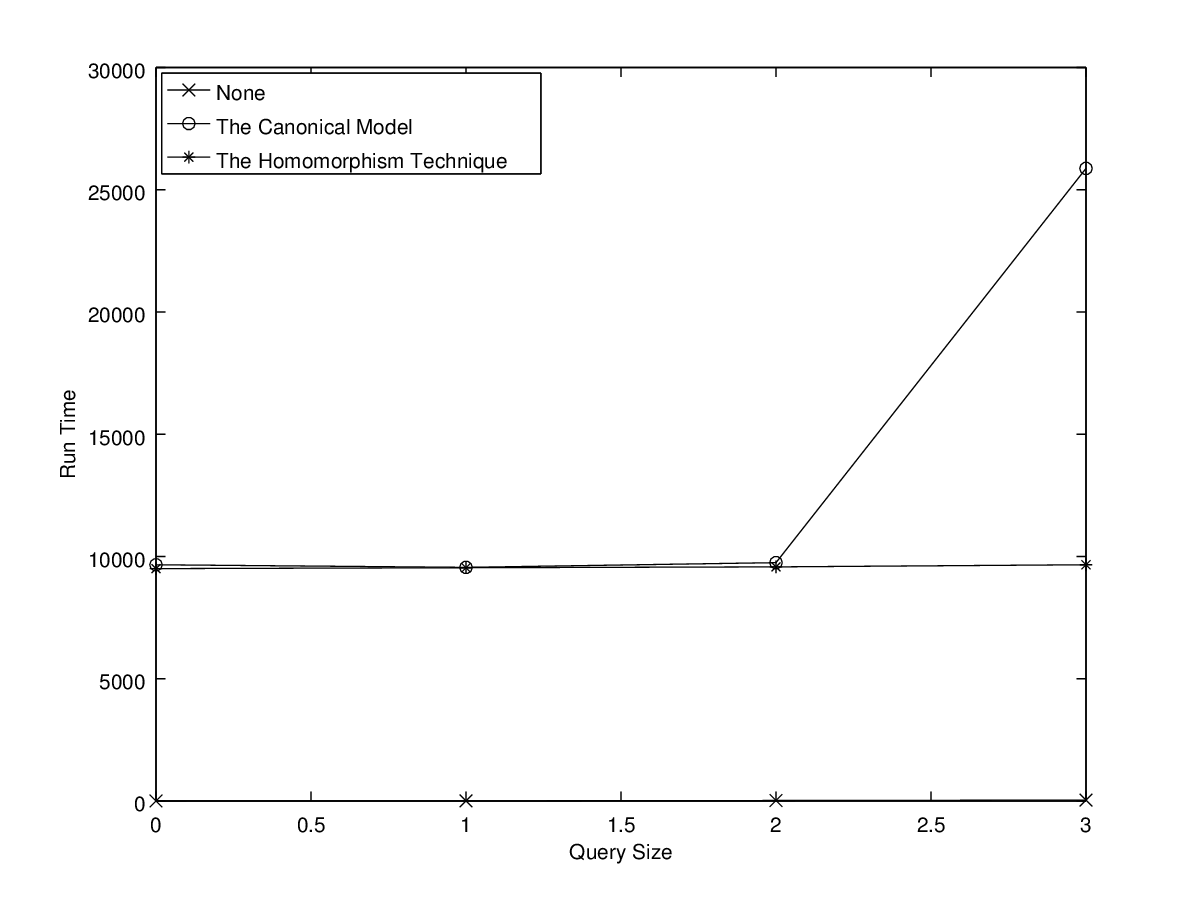 30000
25000
20000
15000
10000
5000
0
Run Time
None
The Canonical Model
The Homomorphism Technique
0
0.5
1
1.5
2
2.5
3
Query Size